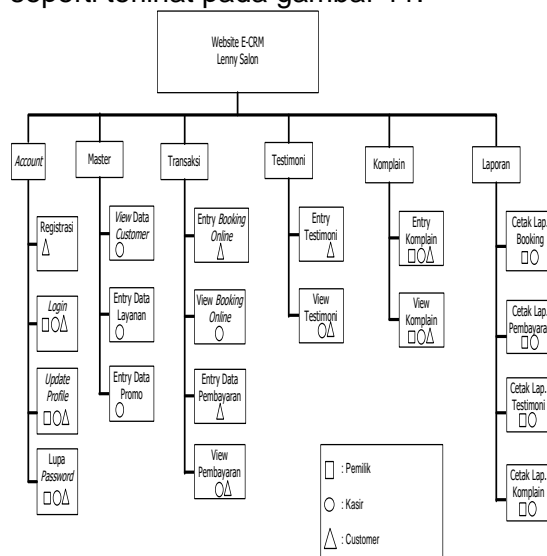 seperti terlihat pada gambar 11.
Website E-CRM
Lenny Salon
Account
Master
Transaksi
Testimoni
Komplain
Laporan
Registrasi
Login
Update
Profile
Lupa
Password
View Data
Customer
Entry Data
Layanan
Entry Data
Promo
Entry Booking
Online
View Booking
Online
Entry Data
Pembayaran
View
Pembayaran
Entry
Testimoni
View
Testimoni
Entry
Komplain
View
Komplain
Cetak Lap.
Booking
Cetak Lap.
Pembayaran
Cetak Lap.
Testimoni
Cetak Lap.
Komplain
: Pemilik
: Kasir
: Customer